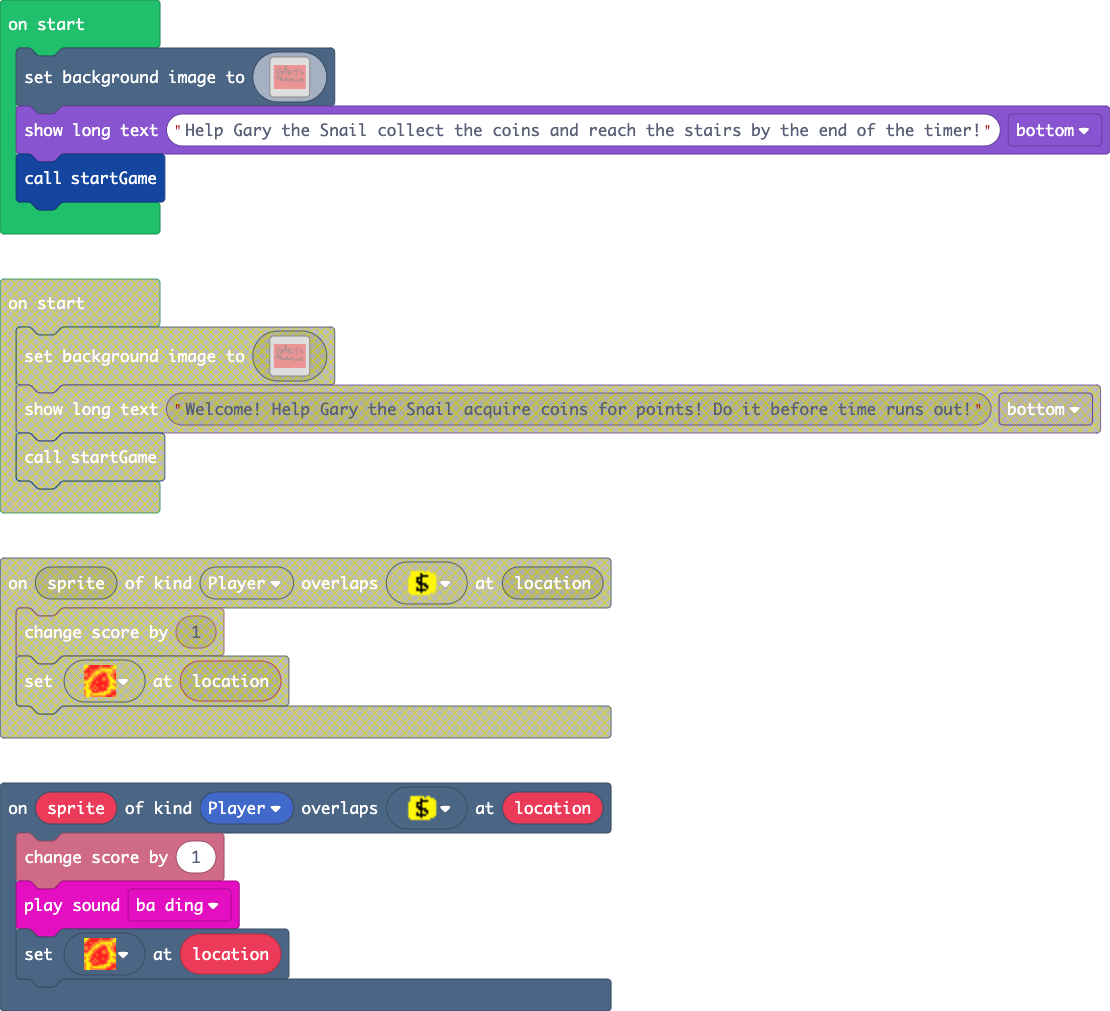 on start
set background image to GARY'S
show long text "Help Gary the Snail collect the coins and reach the stairs by the end of the timer!" bottom
call startGame
on start
set background image to GARY'S
show long text "Welcome! Help Gary the Snail acquire coins for points! Do it before time runs out!" bottom
call startGame
on sprite of kind Player overlaps $ at location
change score by 1
set at location
on sprite of kind Player overlaps $ at location
change score by 1
play sound ba ding
set at location